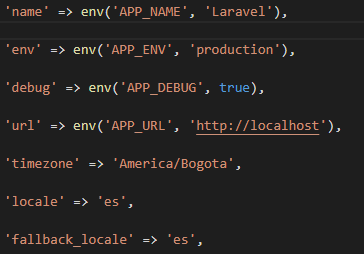 'name' => env('APP_NAME', 'Laravel'),
'env' => env('APP_ENV', 'production'),
'debug' => env('APP_DEBUG', true),
'url' => env('APP_URL', 'http://localhost'),
'timezone' => 'America/Bogota',
'locale' => 'es',
'fallback_locale' => 'es',